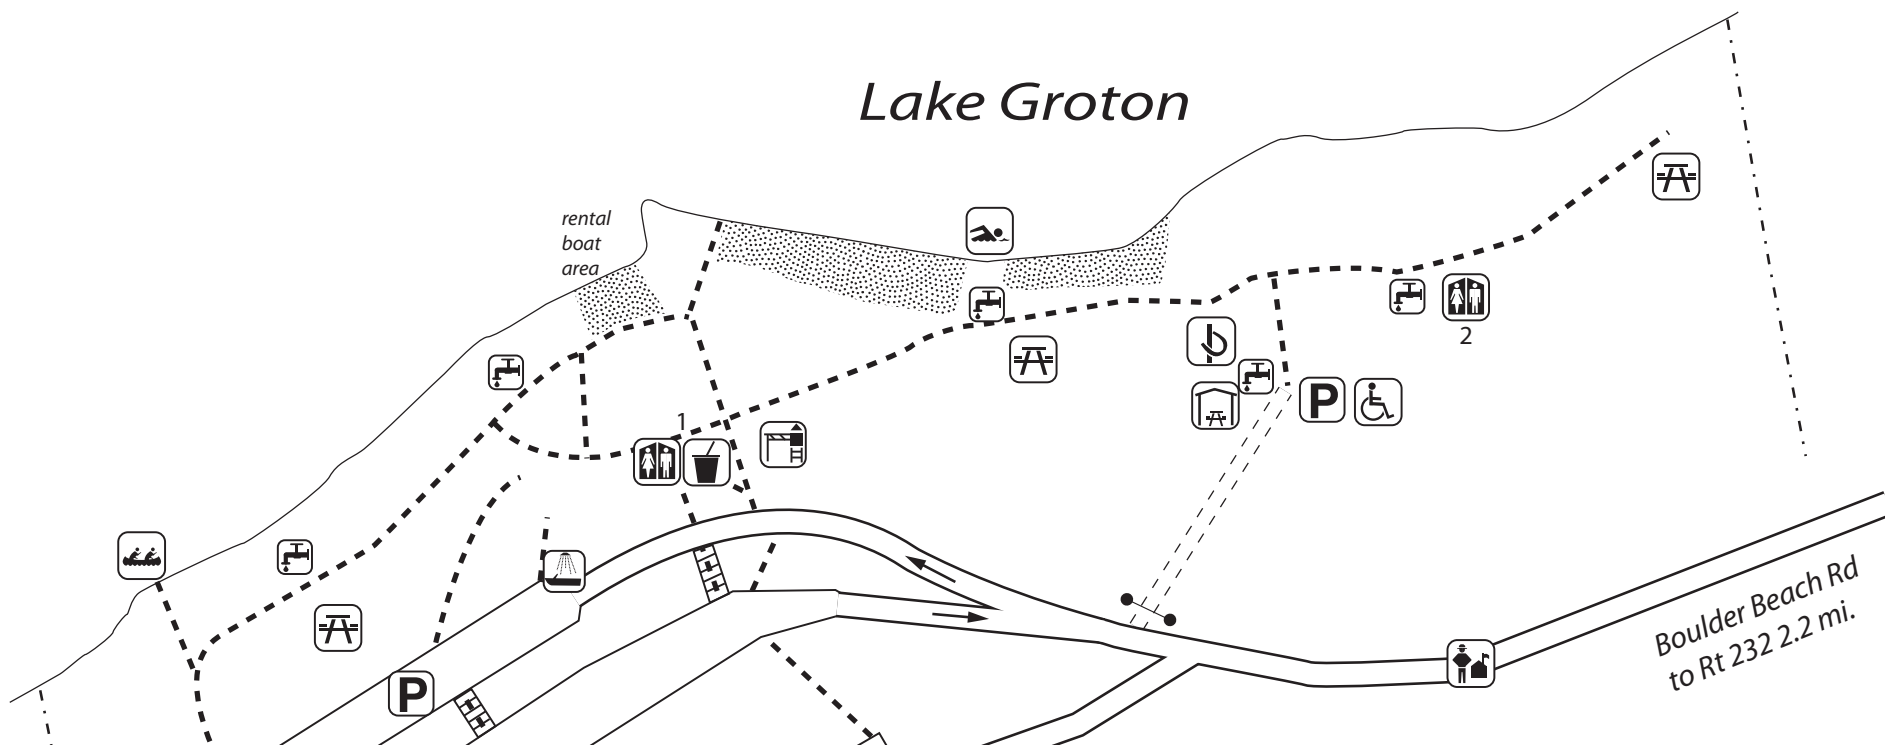 Lake Groton
rental
boat
area
1
2
P
P
Boulder Beach Rd
to Rt 232 2.2 mi.